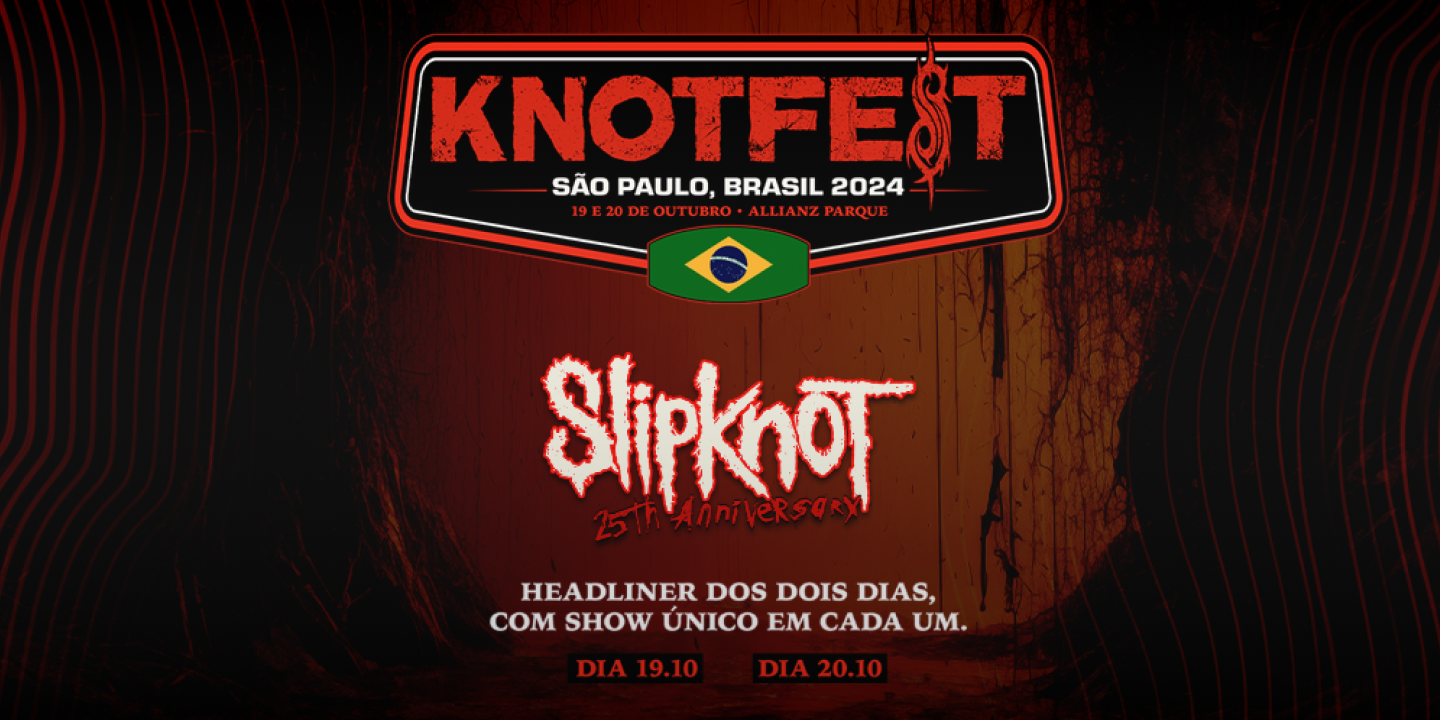 KNOTFEST
SÃO PAULO, BRASIL 2024
19 E 20 DE OUTUBRO • ALLIANZ PARQUE
Slipknot
25th Anniversary
HEADLINER DOS DOIS DIAS,
COM SHOW ÚNICO EM CADA UM.
DIA 19.10 DIA 20.10